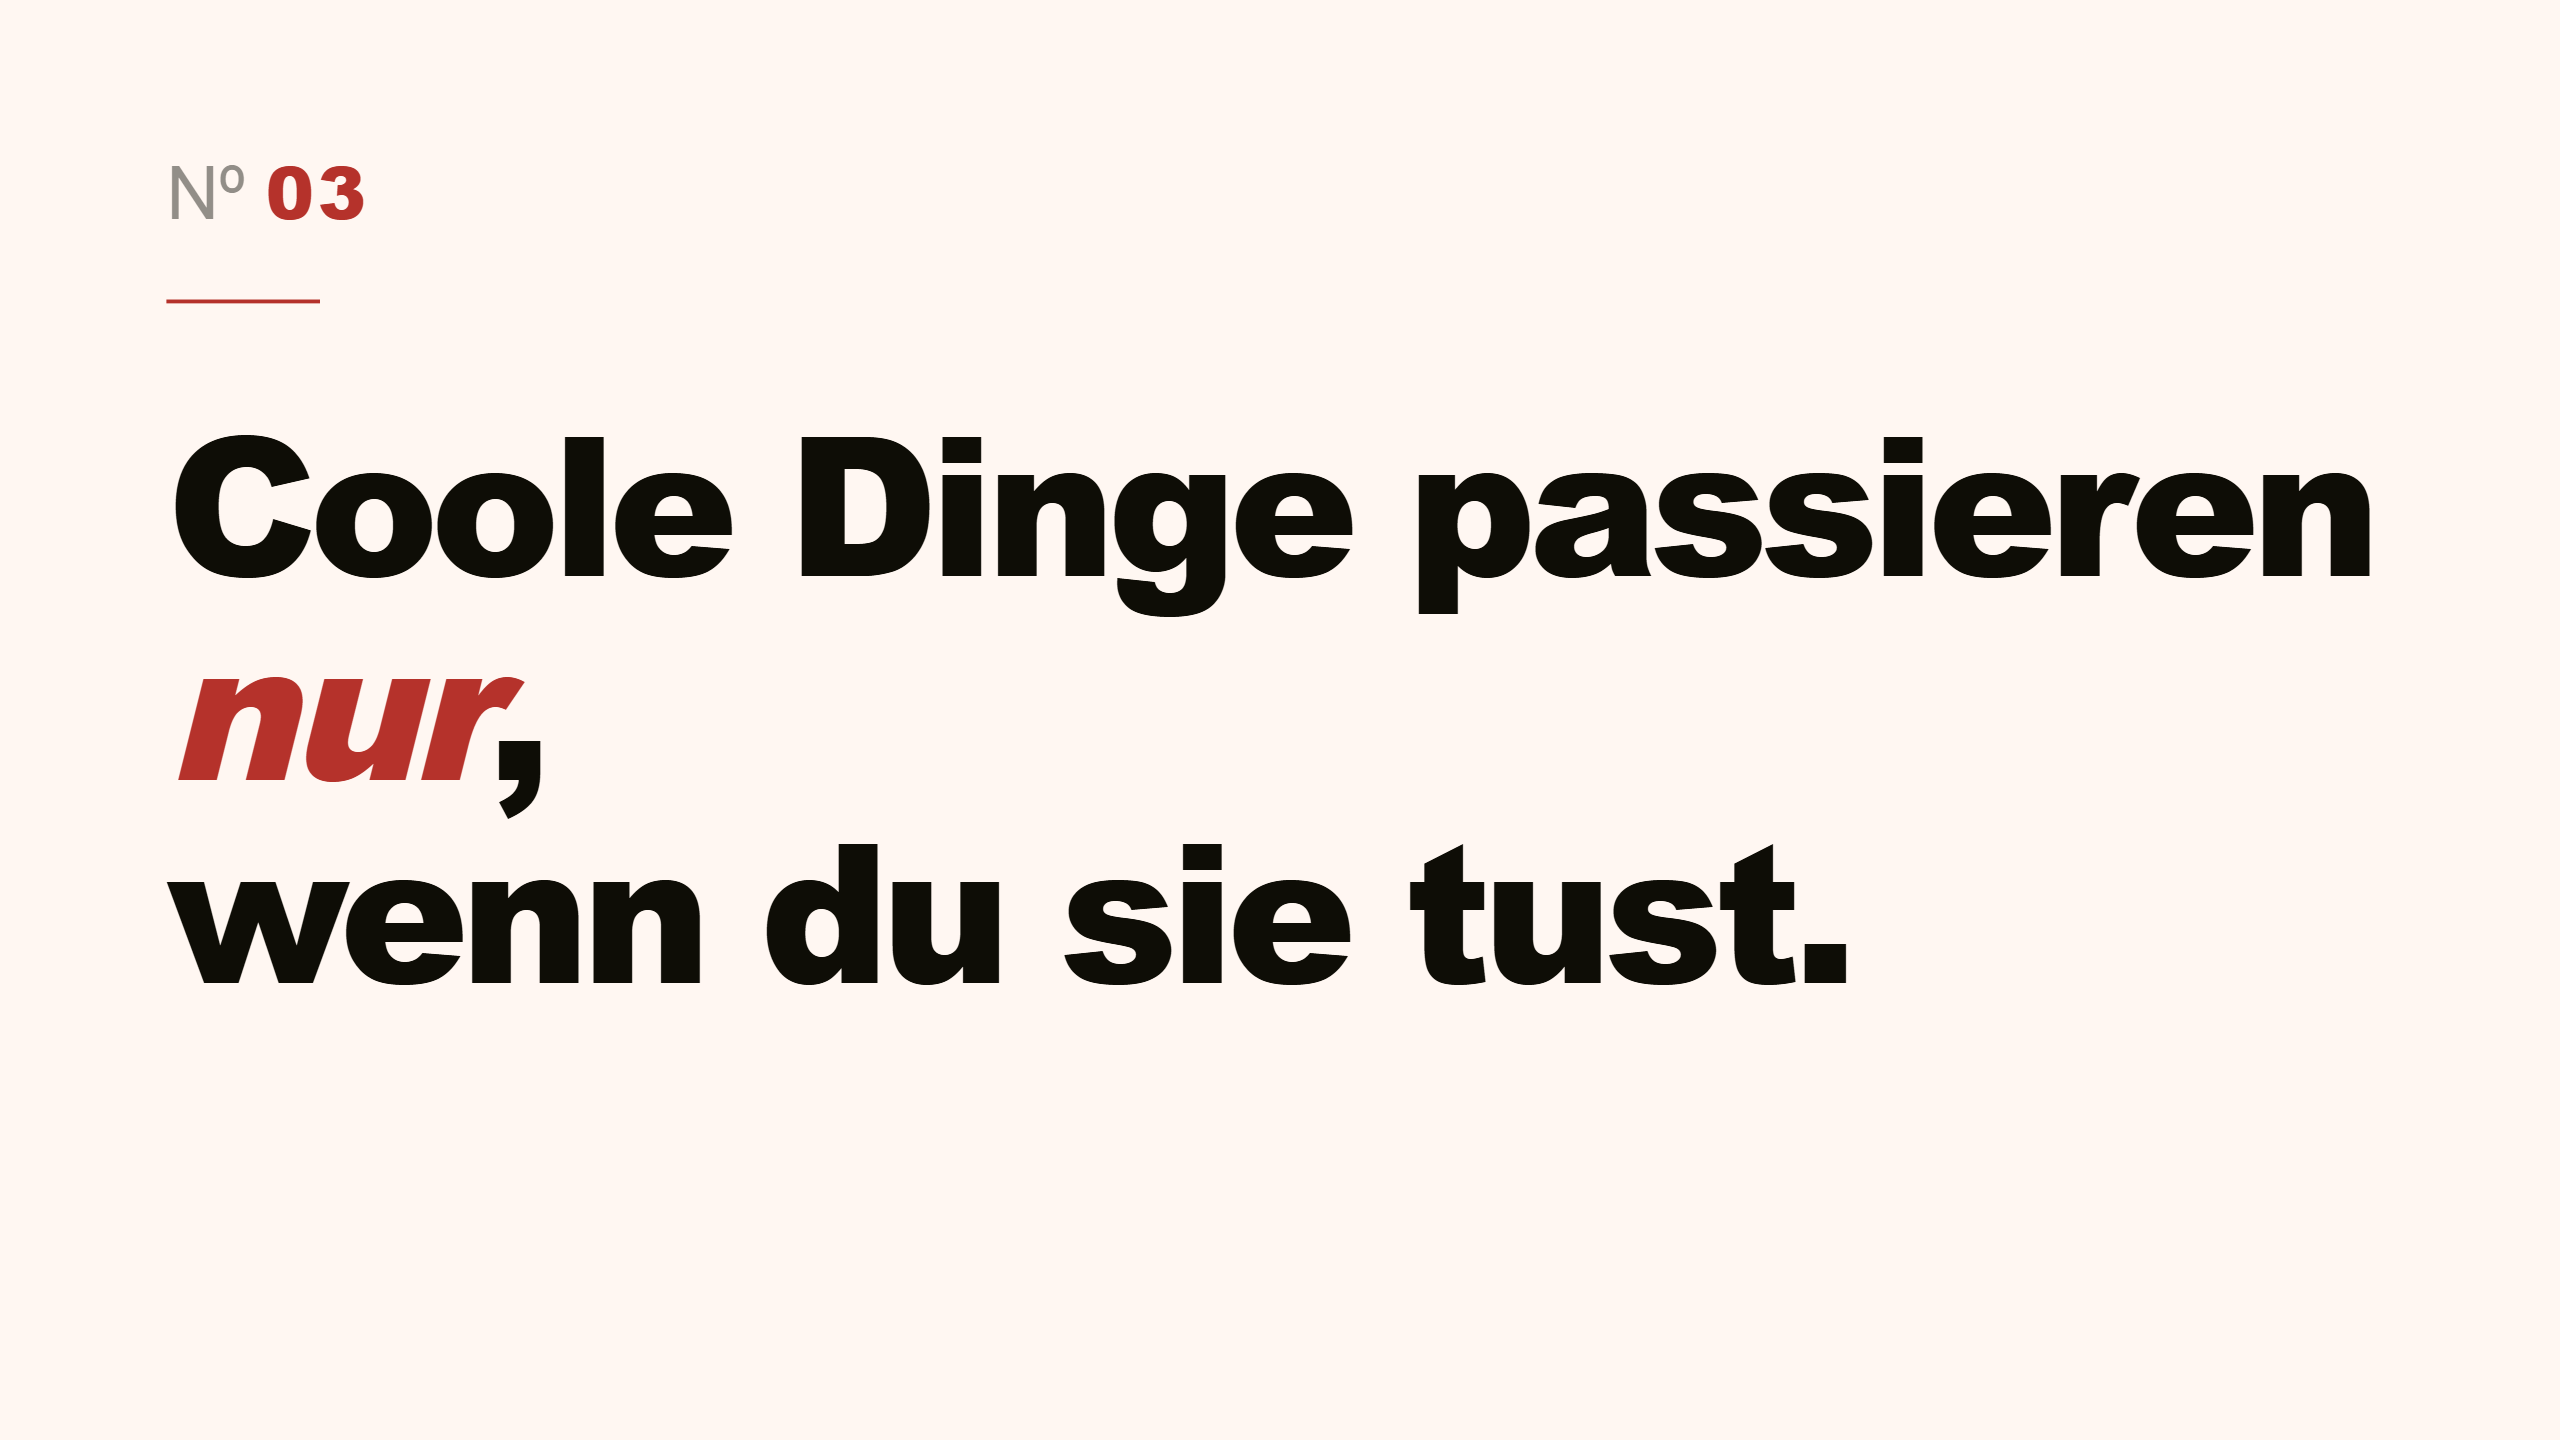 Nº 03
Coole Dinge passieren
nur,
wenn du sie tust.